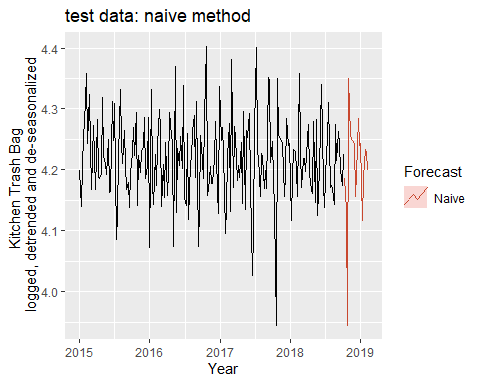 test data: naive method
Kitchen Trash Bag
logged, detrended and de-seasonalized
4.4
4.3
4.2
4.1
4.0
2015 2016 2017 2018 2019
Year
Forecast
Naive